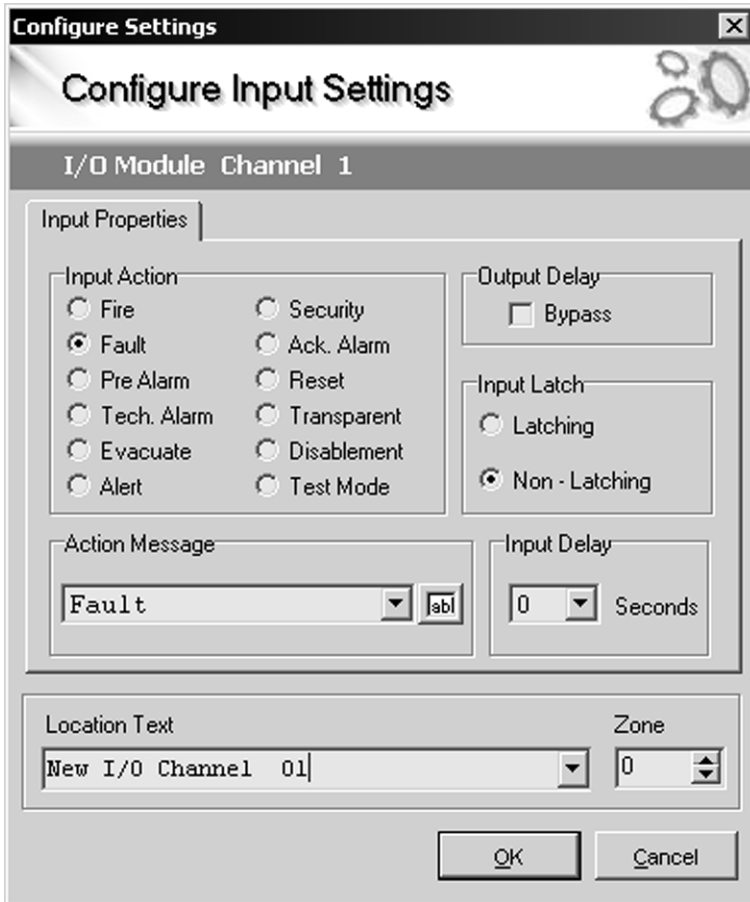 Configure Settings
Configure Input Settings
I/O Module Channel 1
Input Properties
Input Action
Fire
Fault
Pre Alarm
Tech. Alarm
Evacuate
Alert
Security
Ack. Alarm
Reset
Transparent
Disablement
Test Mode
Output Delay
Bypass
Input Latch
Latching
Non - Latching
Action Message
Fault
abl
Input Delay
0 Seconds
Location Text
New I/O Channel 01
Zone
0
OK
Cancel